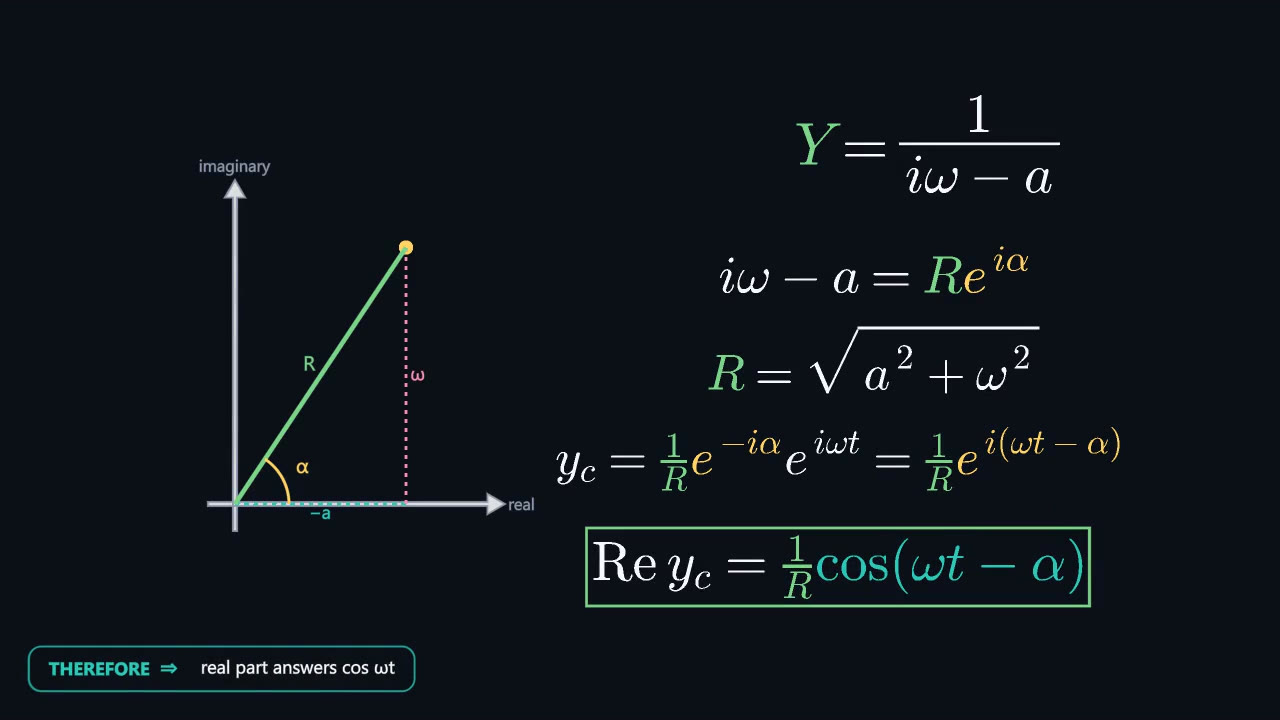 Y = 1/(iω − a)
imaginary
iω − a = Re^{iα}
R
ω
R = √(a² + ω²)
α
y_c = 1/R e^{−iα} e^{iωt} = 1/R e^{i(ωt − α)}
real
−a
Re y_c = 1/R cos(ωt − α)
THEREFORE ⇒ real part answers cos ωt